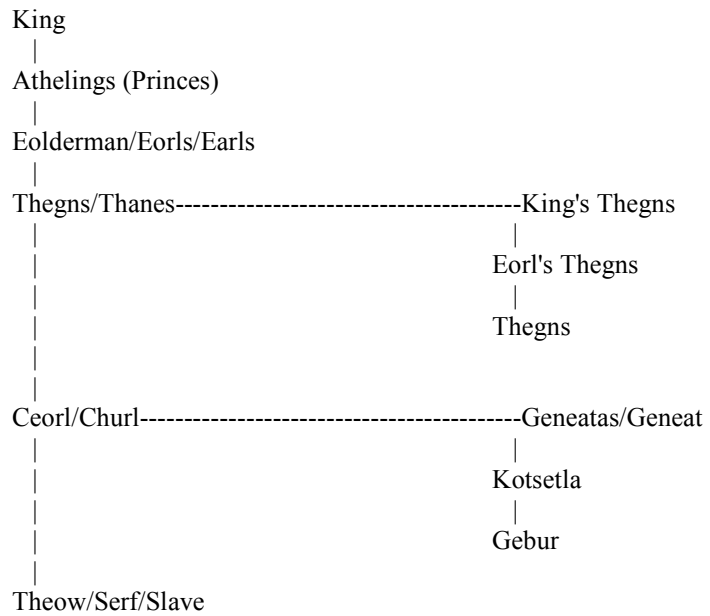 King
|
Athelings (Princes)
|
Eolderman/Eorls/Earls
|
Thegns/Thanes---------------------------------------King's Thegns
| |
| Eorl's Thegns
| |
| Thegns
|
|
Ceorl/Churl-------------------------------------------Geneatas/Geneat
| |
| Kotsetla
| |
| Gebur
|
Theow/Serf/Slave